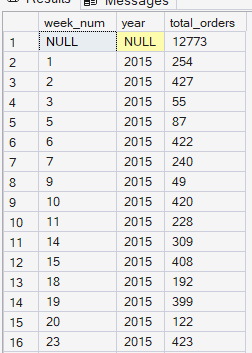 Results Messages
week_num year total_orders
1 NULL NULL 12773
2 1 2015 254
3 2 2015 427
4 3 2015 55
5 5 2015 87
6 6 2015 422
7 7 2015 240
8 9 2015 49
9 10 2015 420
10 11 2015 228
11 14 2015 309
12 15 2015 408
13 18 2015 192
14 19 2015 399
15 20 2015 122
16 23 2015 423